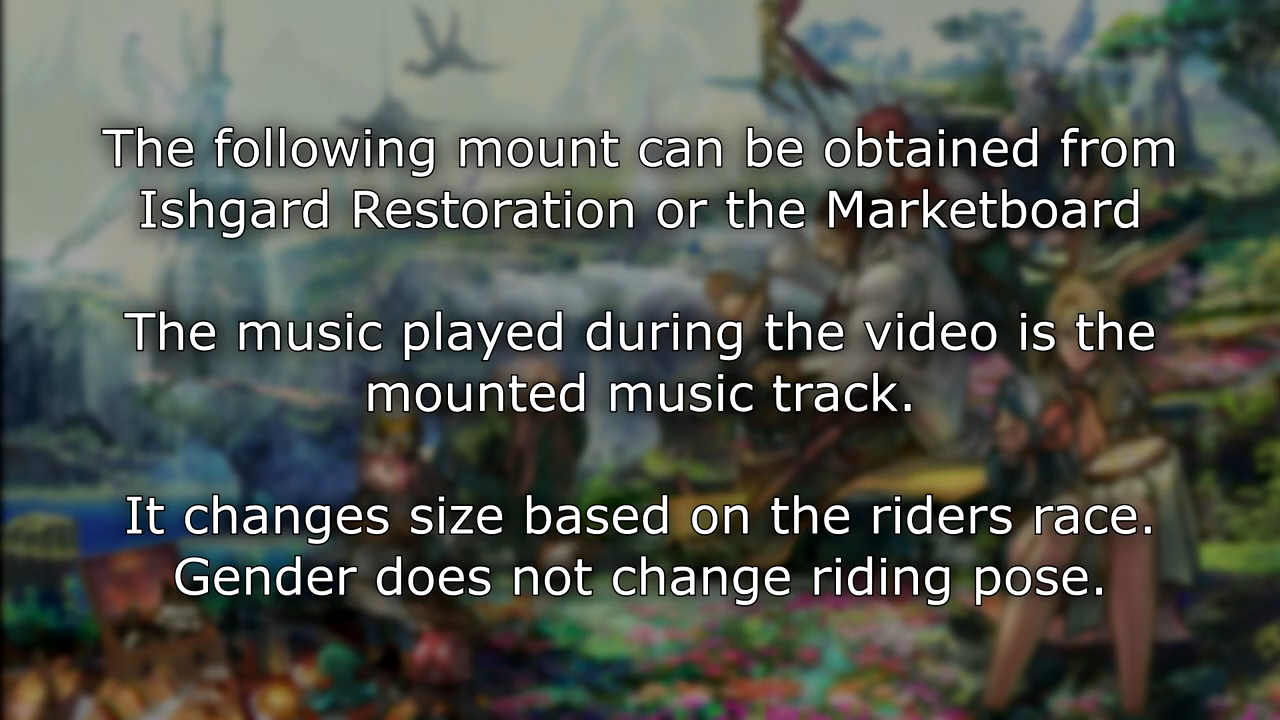 The following mount can be obtained from
Ishgard Restoration or the Marketboard
The music played during the video is the
mounted music track.
It changes size based on the riders race.
Gender does not change riding pose.